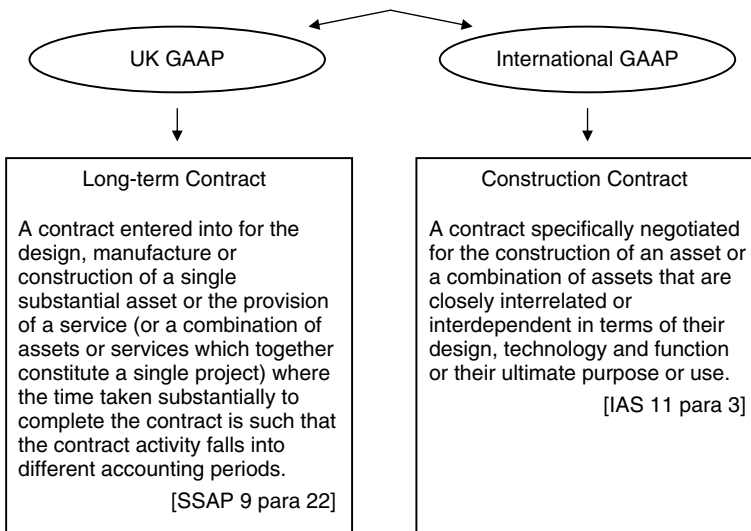 UK GAAP
International GAAP
Long-term Contract
A contract entered into for the
design, manufacture or
construction of a single
substantial asset or the provision
of a service (or a combination of
assets or services which together
constitute a single project) where
the time taken substantially to
complete the contract is such that
the contract activity falls into
different accounting periods.
[SSAP 9 para 22]
Construction Contract
A contract specifically negotiated
for the construction of an asset or
a combination of assets that are
closely interrelated or
interdependent in terms of their
design, technology and function
or their ultimate purpose or use.
[IAS 11 para 3]